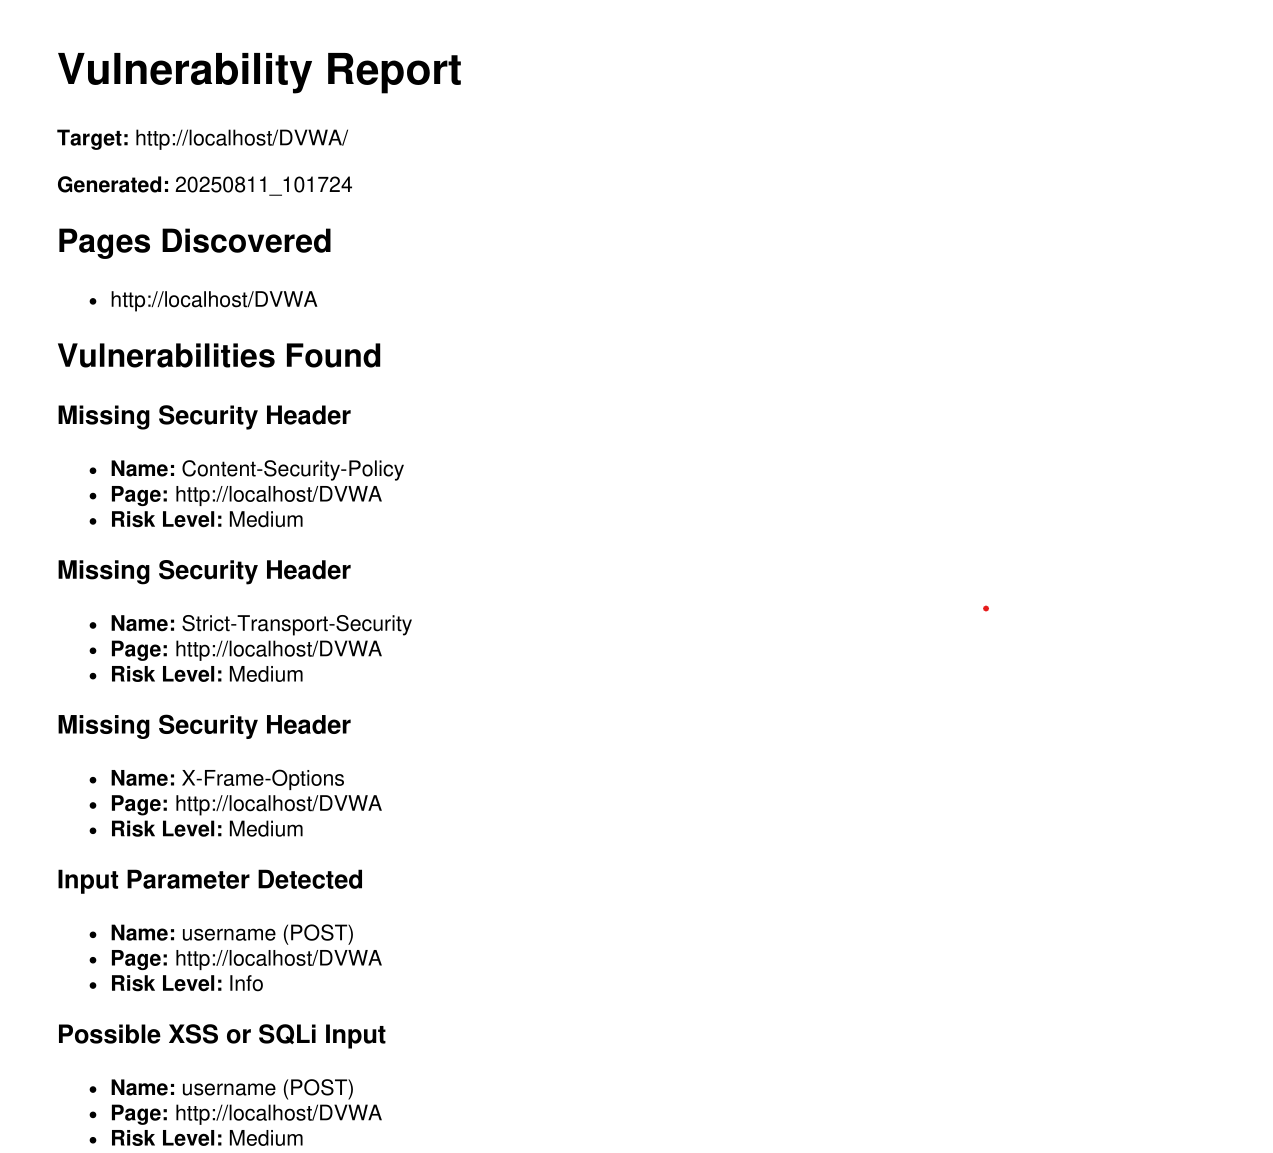 Vulnerability Report
Target: http://localhost/DVWA/
Generated: 20250811_101724
Pages Discovered
• http://localhost/DVWA
Vulnerabilities Found
Missing Security Header
• Name: Content-Security-Policy
• Page: http://localhost/DVWA
• Risk Level: Medium
Missing Security Header
• Name: Strict-Transport-Security
• Page: http://localhost/DVWA
• Risk Level: Medium
Missing Security Header
• Name: X-Frame-Options
• Page: http://localhost/DVWA
• Risk Level: Medium
Input Parameter Detected
• Name: username (POST)
• Page: http://localhost/DVWA
• Risk Level: Info
Possible XSS or SQLi Input
• Name: username (POST)
• Page: http://localhost/DVWA
• Risk Level: Medium